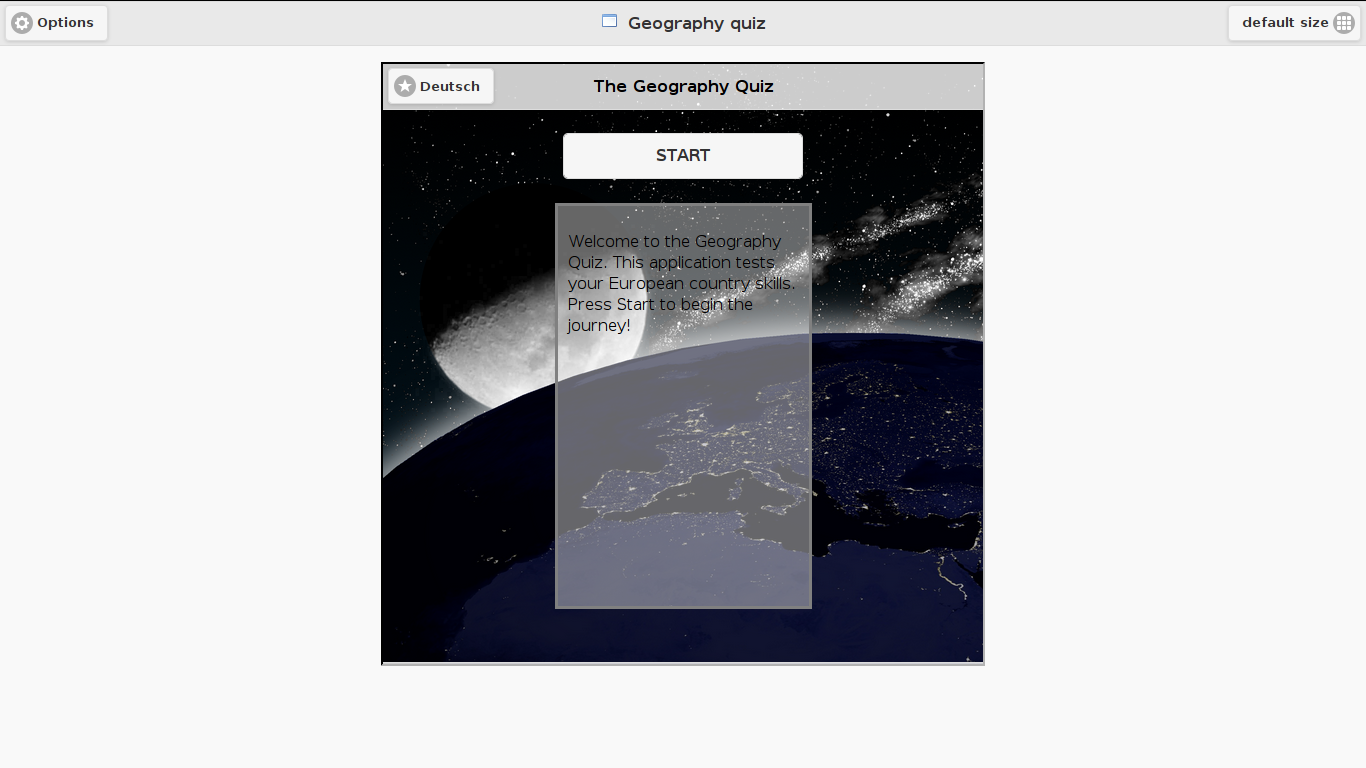 Options
Geography quiz
default size
Deutsch
The Geography Quiz
START
Welcome to the Geography
Quiz. This application tests
your European country skills.
Press Start to begin the
journey!